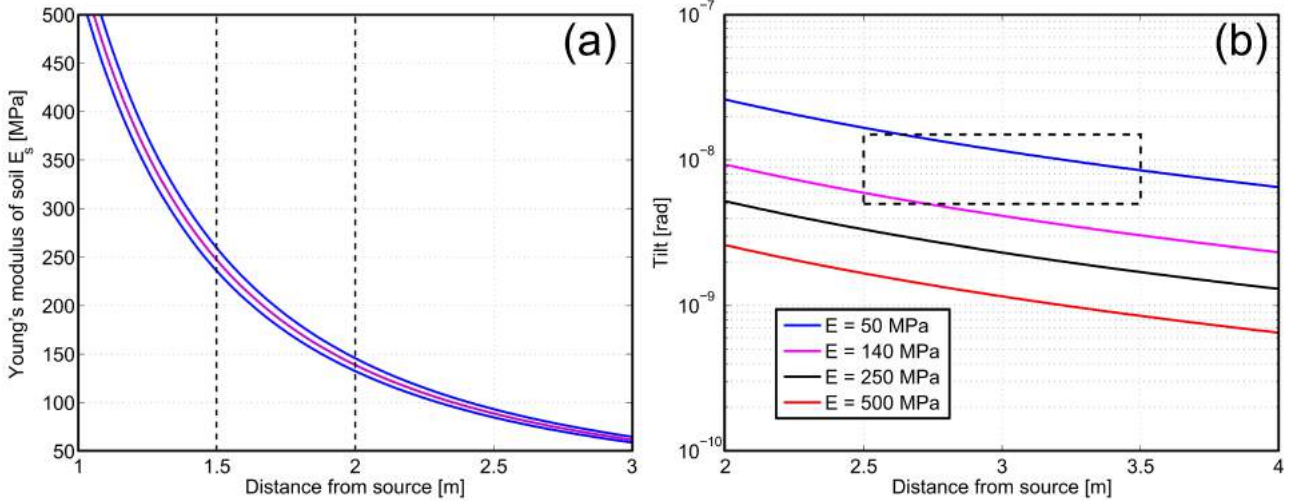 (a)
Young's modulus of soil E_s [MPa]
500
450
400
350
300
250
200
150
100
50
1
1.5
2
2.5
3
Distance from source [m]
(b)
Tilt [rad]
10^-7
10^-8
10^-9
10^-10
E = 50 MPa
E = 140 MPa
E = 250 MPa
E = 500 MPa
2
2.5
3
3.5
4
Distance from source [m]